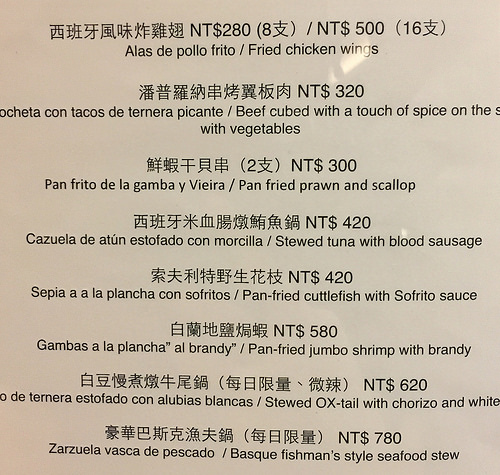 西班牙風味炸雞翅 NT$280 (8支）/ NT$ 500（16支）
Alas de pollo frito / Fried chicken wings
潘普羅納串烤翼板肉 NT$ 320
ocheta con tacos de ternera picante / Beef cubed with a touch of spice on the s
with vegetables
鮮蝦干貝串（2支）NT$ 300
Pan frito de la gamba y Vieira / Pan fried prawn and scallop
西班牙米血腸燉鮪魚鍋 NT$ 420
Cazuela de atún estofado con morcilla / Stewed tuna with blood sausage
索夫利特野生花枝 NT$ 420
Sepia a a la plancha con sofritos / Pan-fried cuttlefish with Sofrito sauce
白蘭地鹽焗蝦 NT$ 580
Gambas a la plancha” al brandy” / Pan-fried jumbo shrimp with brandy
白豆慢煮燉牛尾鍋（每日限量、微辣） NT$ 620
o de ternera estofado con alubias blancas / Stewed OX-tail with chorizo and white
豪華巴斯克漁夫鍋（每日限量） NT$ 780
Zarzuela vasca de pescado / Basque fishman's style seafood stew